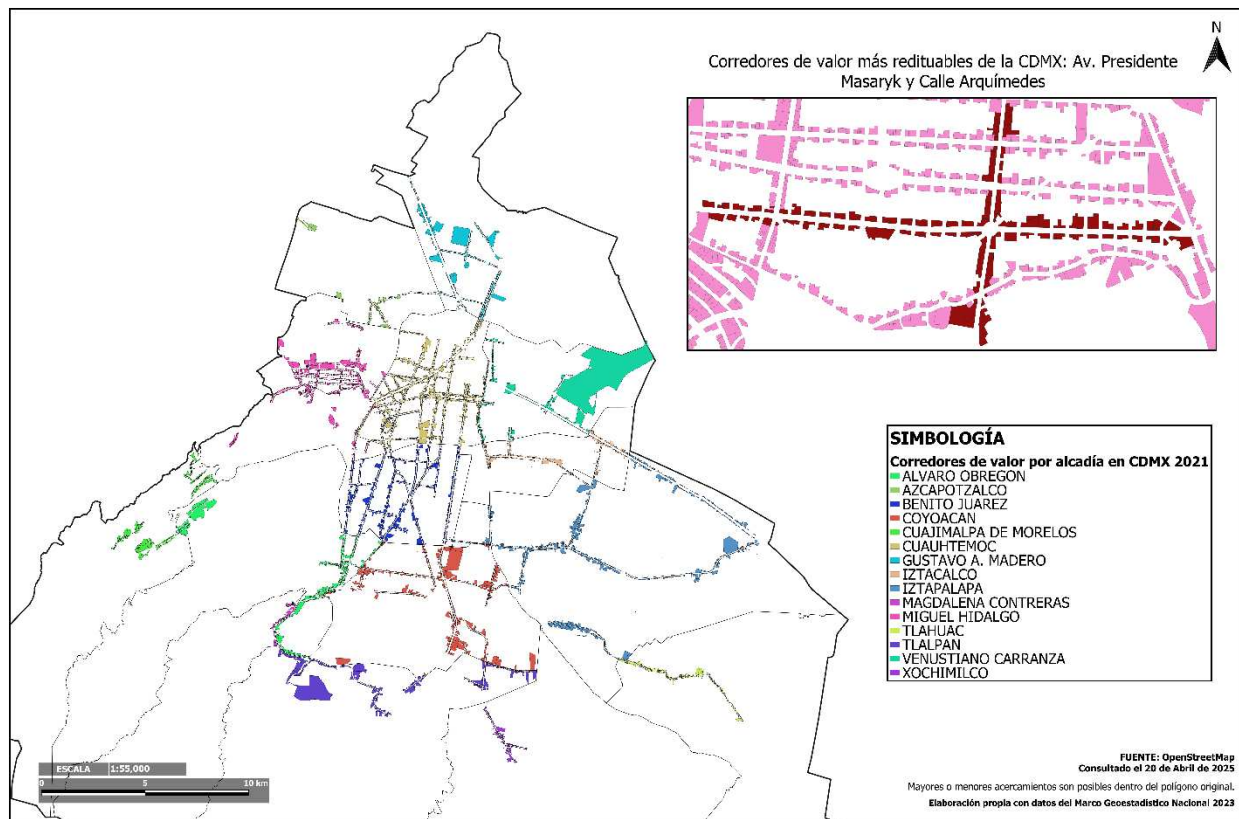 N
Corredores de valor más redituables de la CDMX: Av. Presidente
Masaryk y Calle Arquímedes
SIMBOLOGÍA
Corredores de valor por alcadía en CDMX 2021
ALVARO OBREGON
AZCAPOTZALCO
BENITO JUAREZ
COYOACAN
CUAJIMALPA DE MORELOS
CUAUHTEMOC
GUSTAVO A. MADERO
IZTACALCO
IZTAPALAPA
MAGDALENA CONTRERAS
MIGUEL HIDALGO
TLAHUAC
TLALPAN
VENUSTIANO CARRANZA
XOCHIMILCO
ESCALA 1:55,000
0 5 10 km
FUENTE: OpenStreetMap
Consultado el 20 de Abril de 2025
Mayores o menores acercamientos son posibles dentro del polígono original.
Elaboración propia con datos del Marco Geoestadístico Nacional 2023